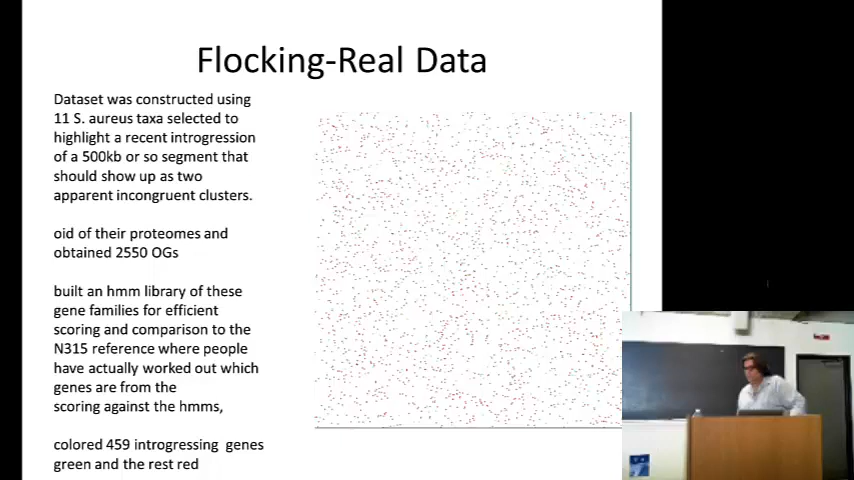 Flocking-Real Data
Dataset was constructed using
11 S. aureus taxa selected to
highlight a recent introgression
of a 500kb or so segment that
should show up as two
apparent incongruent clusters.
oid of their proteomes and
obtained 2550 OGs
built an hmm library of these
gene families for efficient
scoring and comparison to the
N315 reference where people
have actually worked out which
genes are from the
scoring against the hmms,
colored 459 introgressing genes
green and the rest red